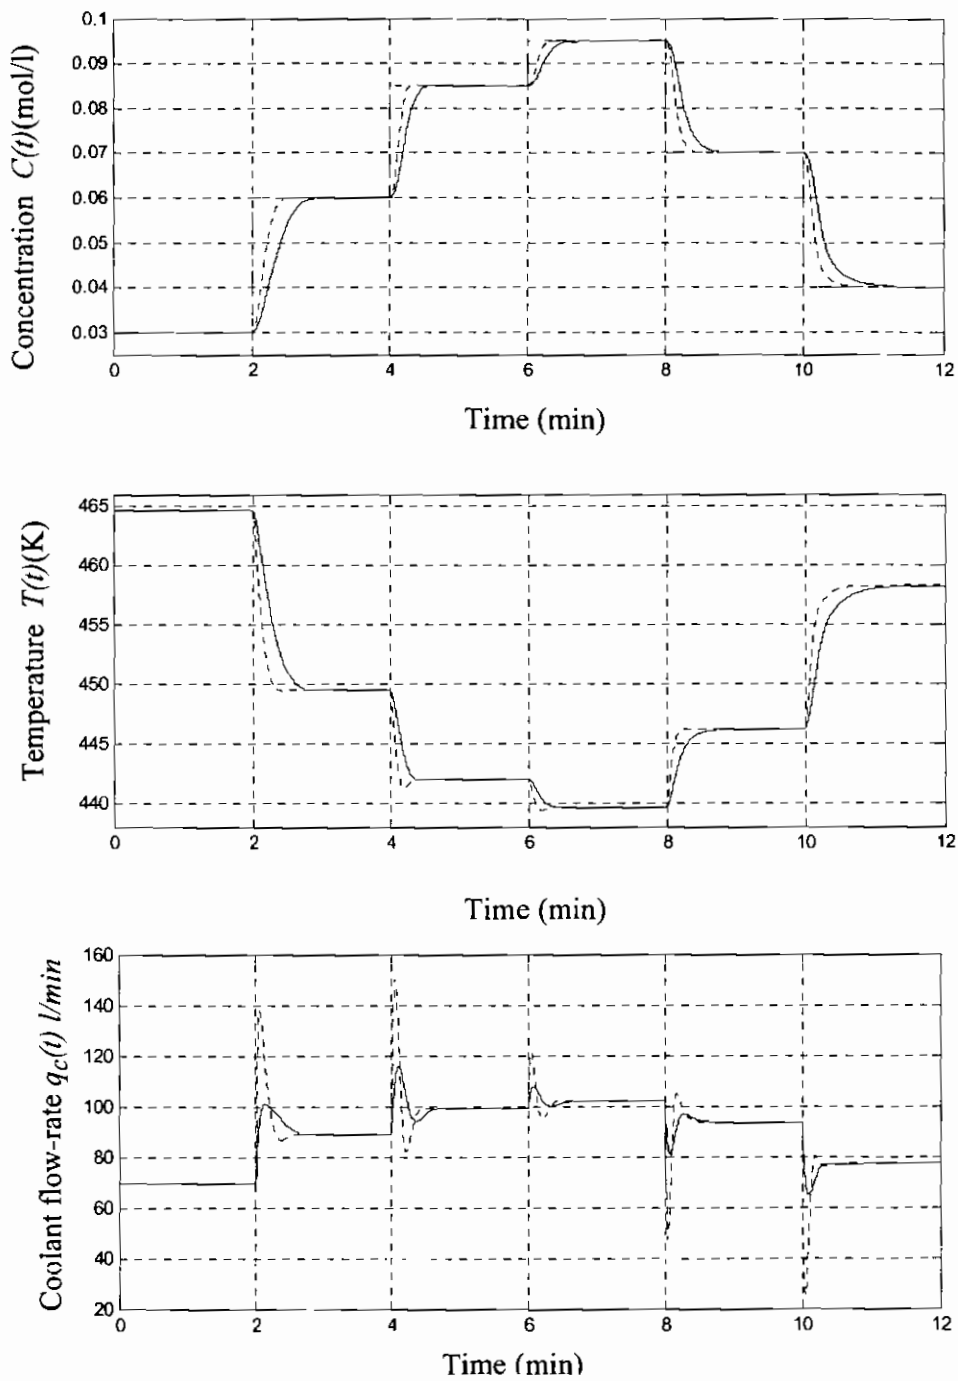 Concentration C(t)(mol/l)
0.1
0.09
0.08
0.07
0.06
0.05
0.04
0.03
0 2 4 6 8 10 12
Time (min)
Temperature T(t)(K)
465
460
455
450
445
440
0 2 4 6 8 10 12
Time (min)
Coolant flow-rate qc(t) l/min
160
140
120
100
80
60
40
20
0 2 4 6 8 10 12
Time (min)